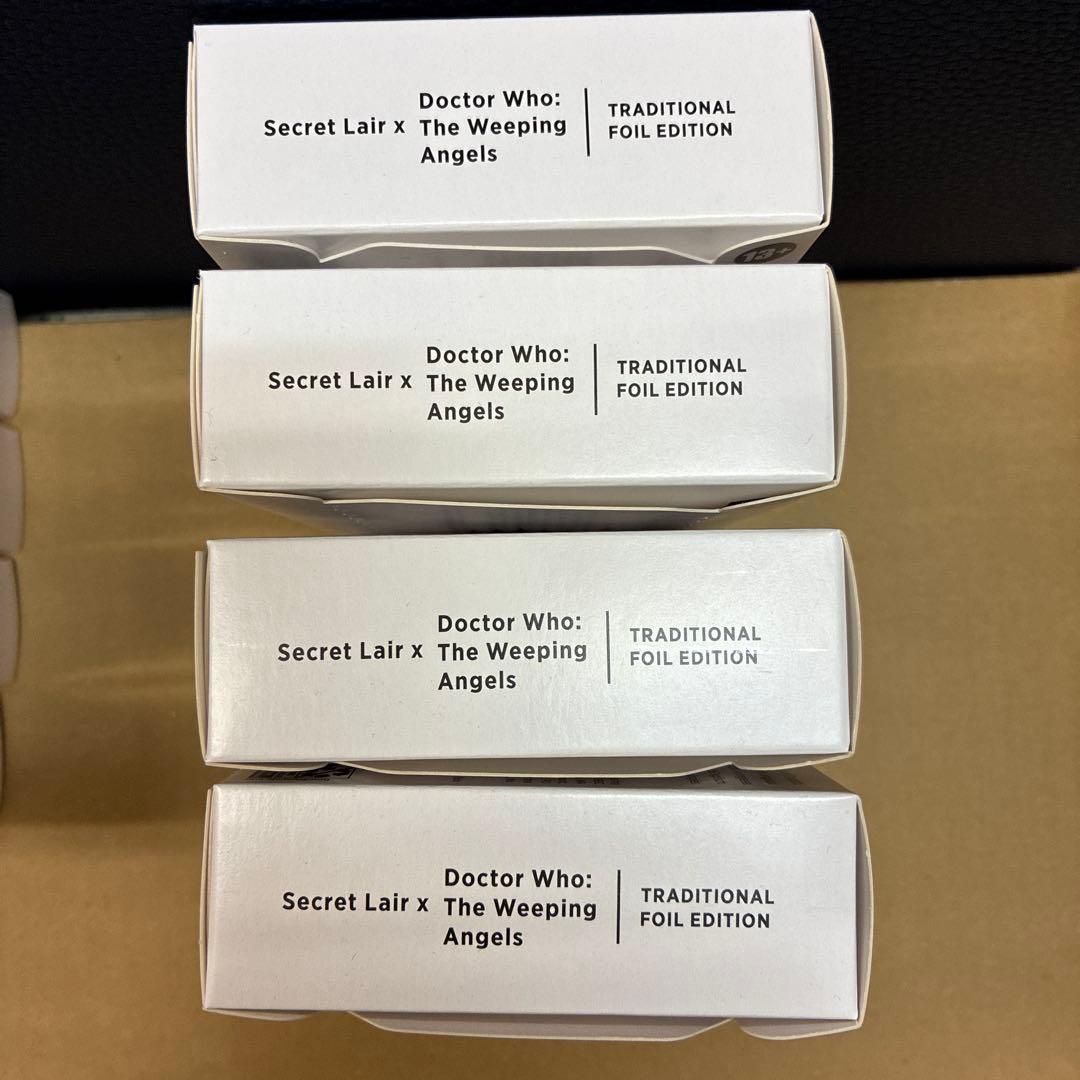 Doctor Who:
Secret Lair x The Weeping
Angels
TRADITIONAL
FOIL EDITION
13+
Doctor Who:
Secret Lair x The Weeping
Angels
TRADITIONAL
FOIL EDITION
Doctor Who:
Secret Lair x The Weeping
Angels
TRADITIONAL
FOIL EDITION
Doctor Who:
Secret Lair x The Weeping
Angels
TRADITIONAL
FOIL EDITION